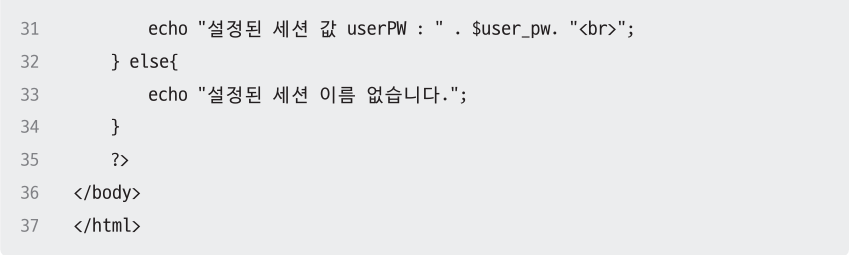 31 echo "설정된 세션 값 userPW : " . $user_pw. "<br>";
32 } else{
33 echo "설정된 세션 이름 없습니다.";
34 }
35 ?>
36 </body>
37 </html>